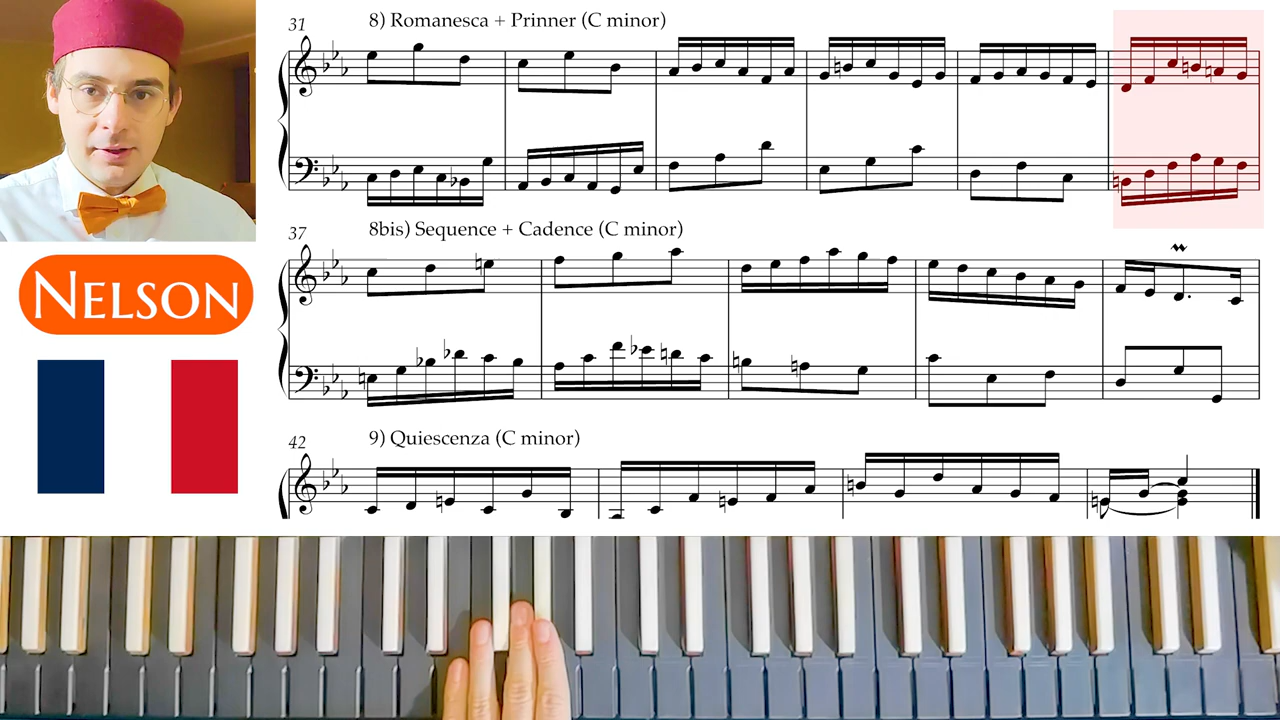 31
8) Romanesca + Prinner (C minor)
NELSON
37
8bis) Sequence + Cadence (C minor)
42
9) Quiescenza (C minor)